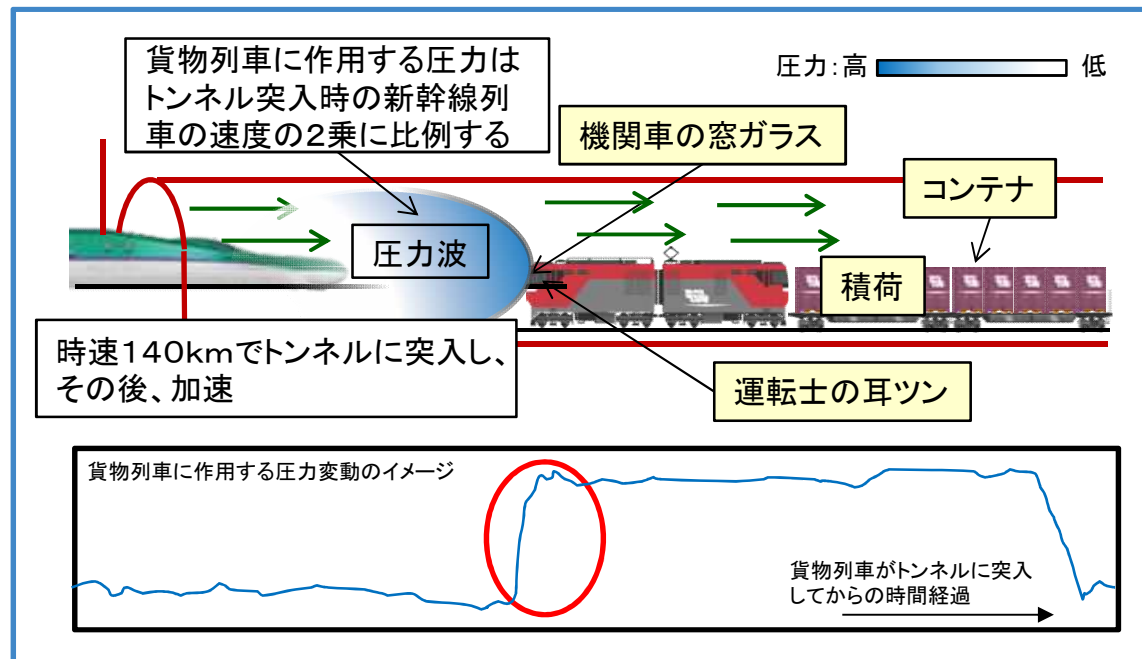 貨物列車に作用する圧力は
トンネル突入時の新幹線列
車の速度の2乗に比例する
圧力：高
低
機関車の窓ガラス
コンテナ
圧力波
積荷
時速140kmでトンネルに突入し、
その後、加速
運転士の耳ツン
貨物列車に作用する圧力変動のイメージ
貨物列車がトンネルに突入
してからの時間経過